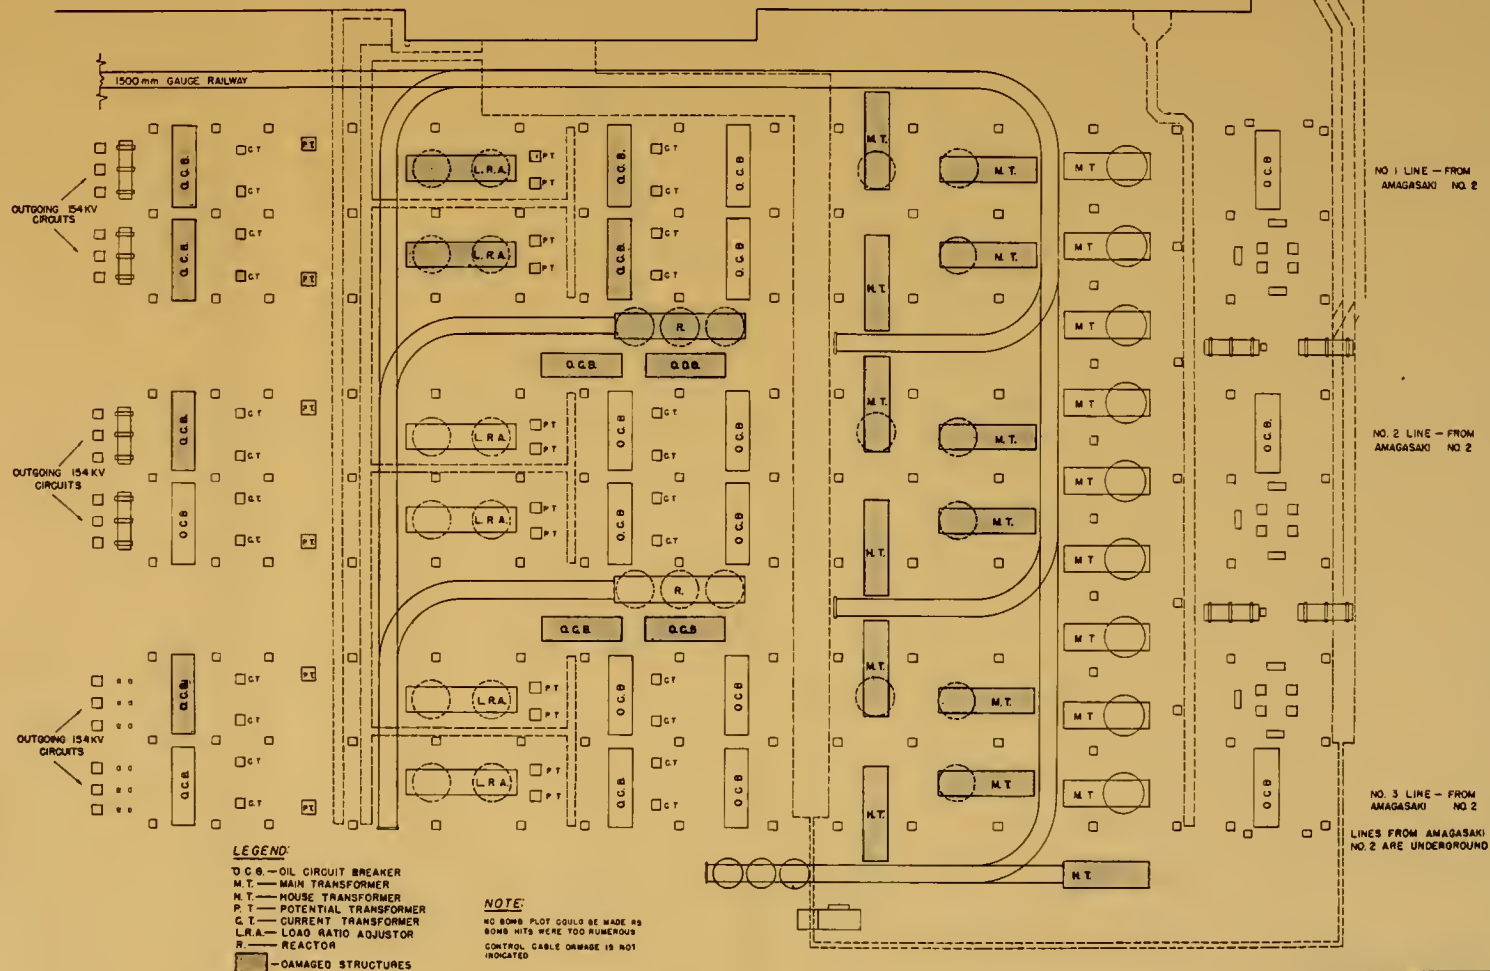 1500 mm GAUGE RAILWAY
OUTGOING 154 KV
CIRCUITS
O.C.B.
C T
C T
P.T.
L.R.A.
P T
P T
O.C.B.
C T
C T
O.C.B
M.T.
M. T.
M T
O.C.B
NO 1 LINE – FROM
AMAGASAKI NO. 2
O.C.B.
C.T
C T
P.T.
L.R.A.
P T
P T
O.C.B.
C T
C T
O.C.B
H.T.
M. T.
M T
R.
M T
O.C.B.
O.O.B.
OUTGOING 154 KV
CIRCUITS
O.C.B.
C T
C T
P.T.
L.R.A.
P T
P T
O.C.B
C T.
C T
O.C.B
M.T.
M. T.
M T
O.C.B.
NO. 2 LINE – FROM
AMAGASAKI NO 2
O.C.B
C.T.
C.T.
P.T.
L.R.A.
P T
P T
O.C.B
C T
C T
O.C.B
H.T.
M. T.
M T
M T
R.
O.C.B.
O.C.B
M T
OUTGOING 154 KV
CIRCUITS
O.C.B.
C T
C T
P.T.
L.R.A.
P T
P T
O.C.B
C T
C T
O.C.B
M.T.
M. T.
M T
O.C.B.
C T
C T
P.T.
L.R.A
P T
P T
O.C.B.
C T
C T
O.C.B
H.T.
M T
M T
O C B
NO. 3 LINE – FROM
AMAGASAKI NO. 2
LINES FROM AMAGASAKI
NO. 2 ARE UNDERGROUND
H.T.
LEGEND:
O C.B. — OIL CIRCUIT BREAKER
M. T. — MAIN TRANSFORMER
H. T. — HOUSE TRANSFORMER
P. T — POTENTIAL TRANSFORMER
C. T. — CURRENT TRANSFORMER
L.R.A. — LOAD RATIO ADJUSTOR
R. — REACTOR
— DAMAGED STRUCTURES
NOTE:
NO BOMB PLOT COULD BE MADE AS
BOMB HITS WERE TOO NUMEROUS
CONTROL CABLE DAMAGE IS NOT
INDICATED